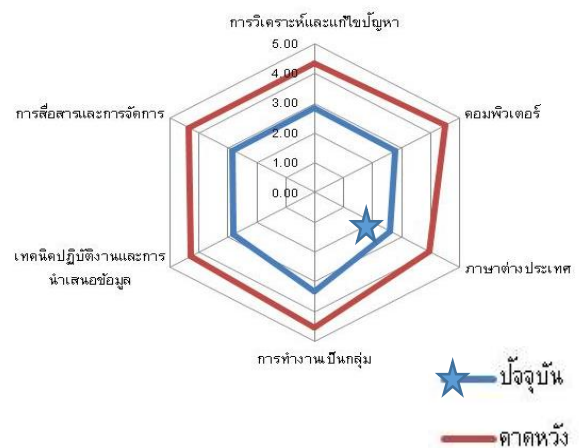 การวิเคราะห์และแก้ไขปัญหา
5.00
4.00
3.00
2.00
1.00
0.00
การสื่อสารและการจัดการ
คอมพิวเตอร์
เทคนิคปฏิบัติงานและการ
นำเสนอข้อมูล
ภาษาต่างประเทศ
การทำงานเป็นกลุ่ม
ปัจจุบัน
คาดหวัง